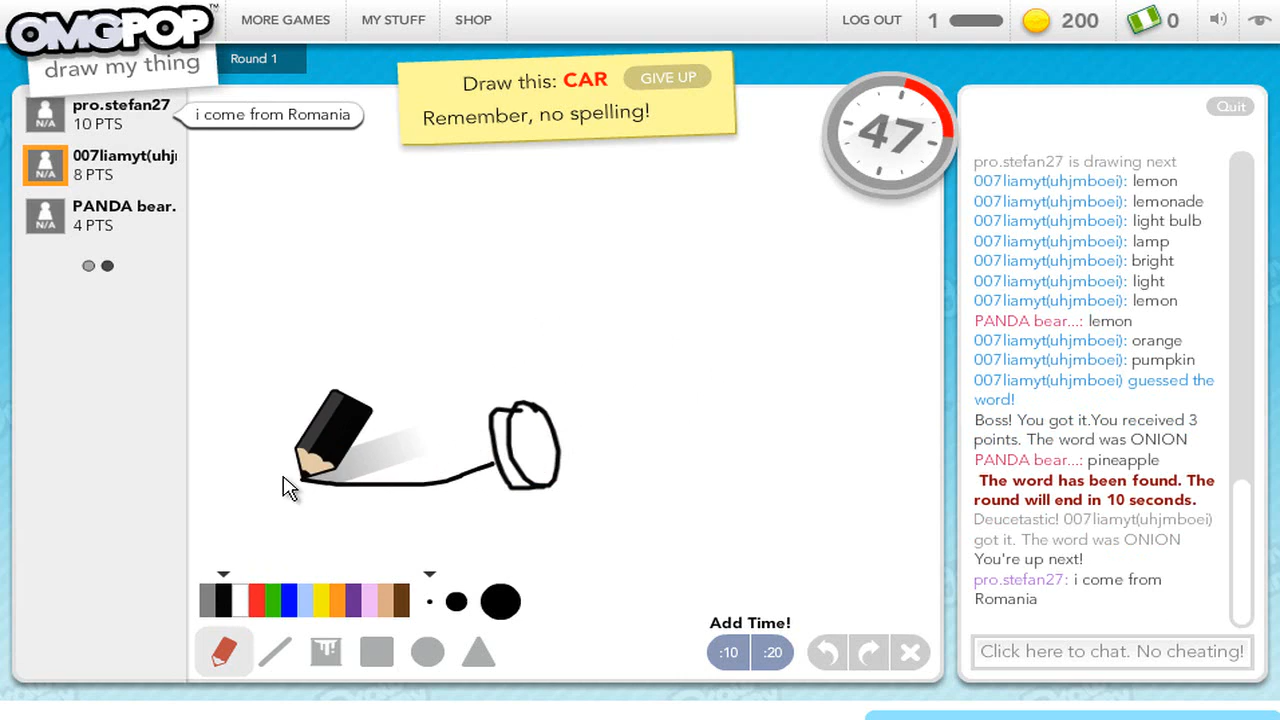 OMGPOP™
MORE GAMES
MY STUFF
SHOP
LOG OUT
1
200
0
draw my thing
Round 1
Draw this: CAR
GIVE UP
Remember, no spelling!
47
Quit
pro.stefan27
10 PTS
N/A
i come from Romania
007liamyt(uhj
8 PTS
N/A
PANDA bear.
4 PTS
N/A
pro.stefan27 is drawing next
007liamyt(uhjmboei): lemon
007liamyt(uhjmboei): lemonade
007liamyt(uhjmboei): light bulb
007liamyt(uhjmboei): lamp
007liamyt(uhjmboei): bright
007liamyt(uhjmboei): light
007liamyt(uhjmboei): lemon
PANDA bear...: lemon
007liamyt(uhjmboei): orange
007liamyt(uhjmboei): pumpkin
007liamyt(uhjmboei) guessed the
word!
Boss! You got it.You received 3
points. The word was ONION
PANDA bear...: pineapple
The word has been found. The
round will end in 10 seconds.
Deucetastic! 007liamyt(uhjmboei)
got it. The word was ONION
You're up next!
pro.stefan27: i come from
Romania
Add Time!
:10
:20
Click here to chat. No cheating!